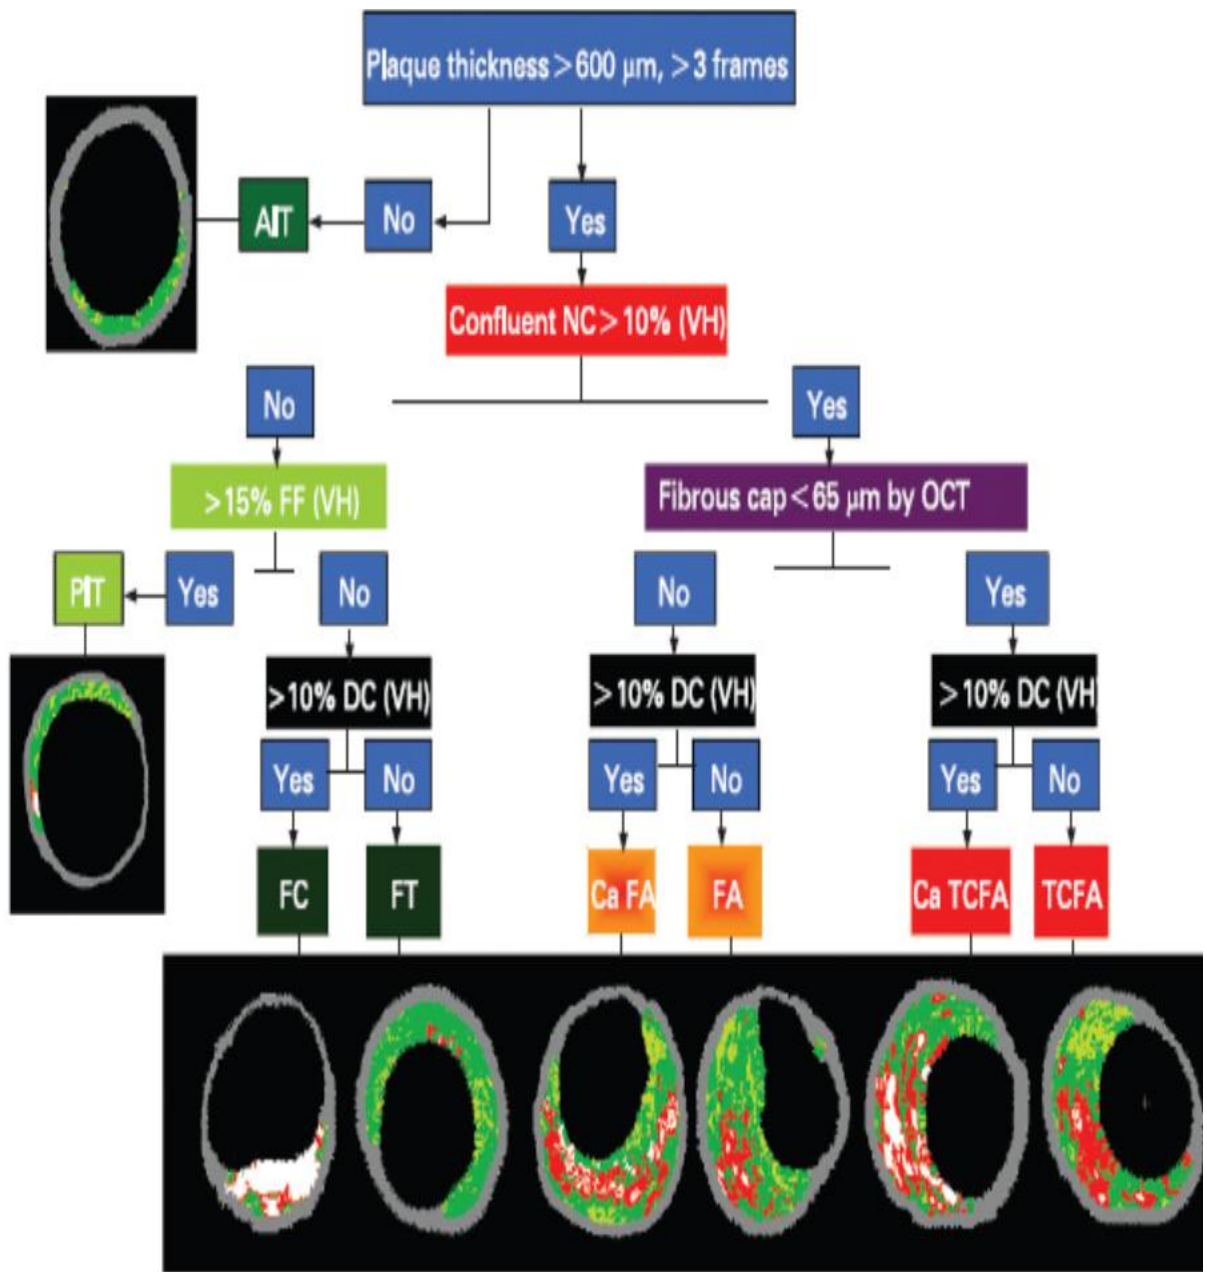 Plaque thickness > 600 μm, > 3 frames
AIT
No
Yes
Confluent NC > 10% (VH)
No
Yes
>15% FF (VH)
Fibrous cap < 65 μm by OCT
PIT
Yes
No
No
Yes
>10% DC (VH)
>10% DC (VH)
>10% DC (VH)
Yes
No
Yes
No
Yes
No
FC
FT
Ca FA
FA
Ca TCFA
TCFA